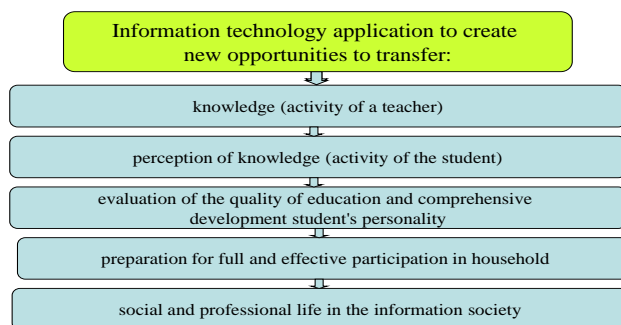 Information technology application to create
new opportunities to transfer:
knowledge (activity of a teacher)
perception of knowledge (activity of the student)
evaluation of the quality of education and comprehensive
development student's personality
preparation for full and effective participation in household
social and professional life in the information society